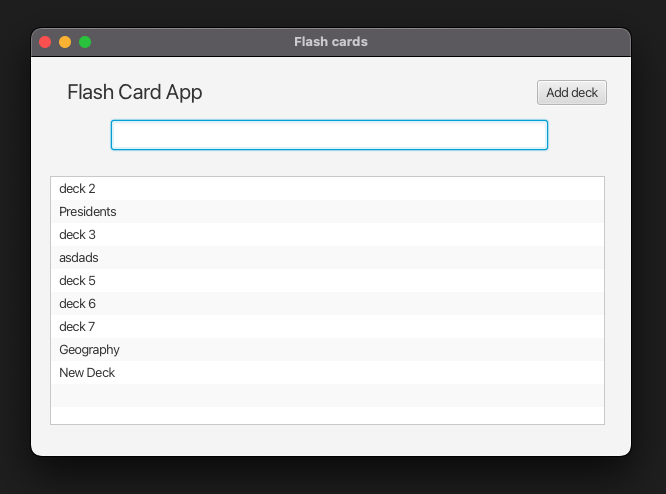 Flash cards
Flash Card App
Add deck
deck 2
Presidents
deck 3
asdads
deck 5
deck 6
deck 7
Geography
New Deck